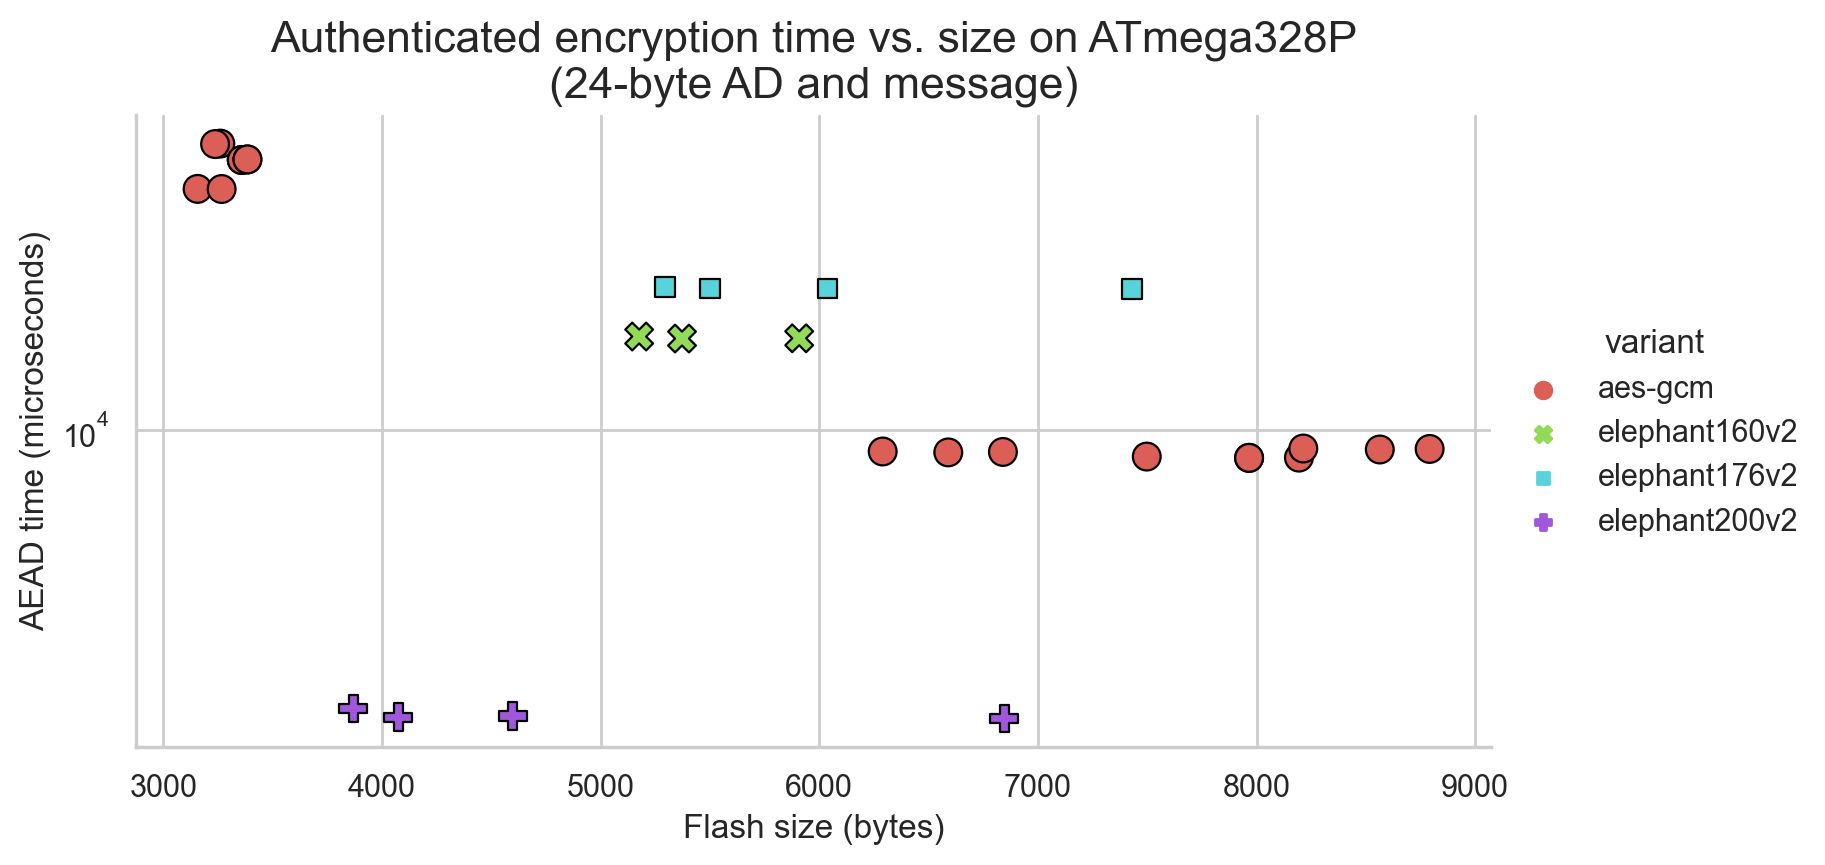 Authenticated encryption time vs. size on ATmega328P
(24-byte AD and message)
AEAD time (microseconds)
10^4
3000 4000 5000 6000 7000 8000 9000
Flash size (bytes)
variant
aes-gcm
elephant160v2
elephant176v2
elephant200v2